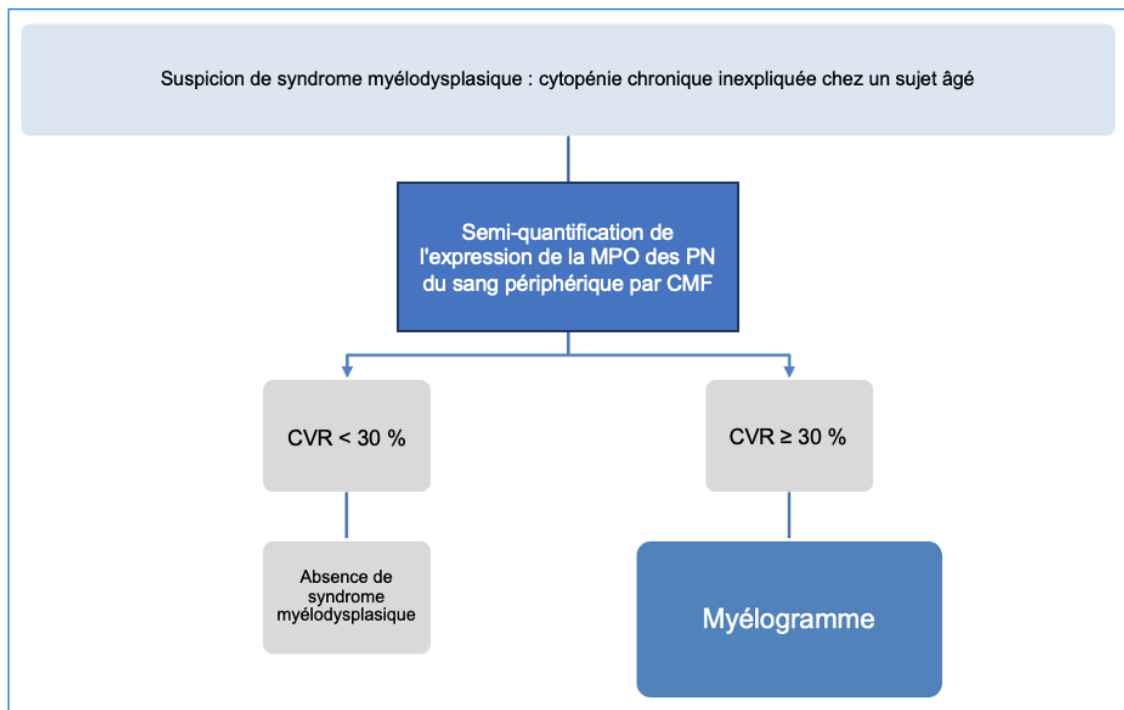 Suspicion de syndrome myélodysplasique : cytopénie chronique inexpliquée chez un sujet âgé
Semi-quantification de
l'expression de la MPO des PN
du sang périphérique par CMF
CVR < 30 %
CVR ≥ 30 %
Absence de
syndrome
myélodysplasique
Myélogramme